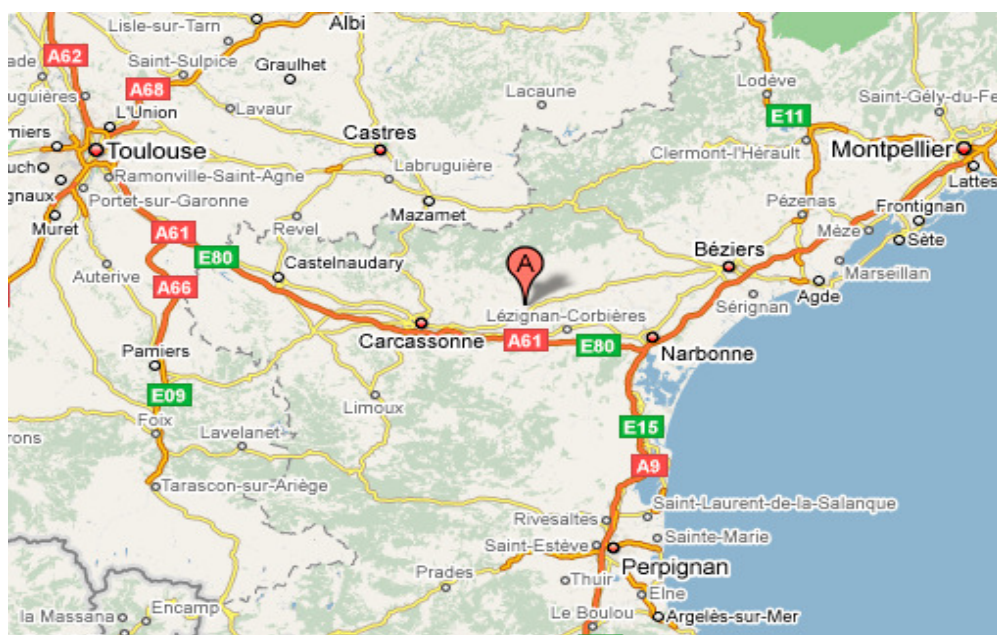 Lisle-sur-Tarn
Albi
A62
Saint-Sulpice
Graulhet
Lodève
ade
A68
Lacaune
Saint-Gély-du-Fe
uguières
Lavaur
E11
L'Union
miers
Castres
Clermont-l'Hérault
Montpellier
Toulouse
Labruguière
uch
Ramonville-Saint-Agne
Lattes
gnaux
Portet-sur-Garonne
Mazamet
Pézenas
Frontignan
Muret
A61
Revel
Mèze
Sète
E80
Béziers
Auterive
Castelnaudary
A
Marseillan
A66
Agde
Sérignan
Lézignan-Corbières
Carcassonne
A61
E80
Narbonne
Pamiers
E09
Limoux
Foix
E15
rons
Lavelanet
A9
Tarascon-sur-Ariège
Saint-Laurent-de-la-Salanque
Rivesaltes
Sainte-Marie
Saint-Estève
Perpignan
Prades
Thuir
Elne
la Massana
Encamp
Le Boulou
Argelès-sur-Mer